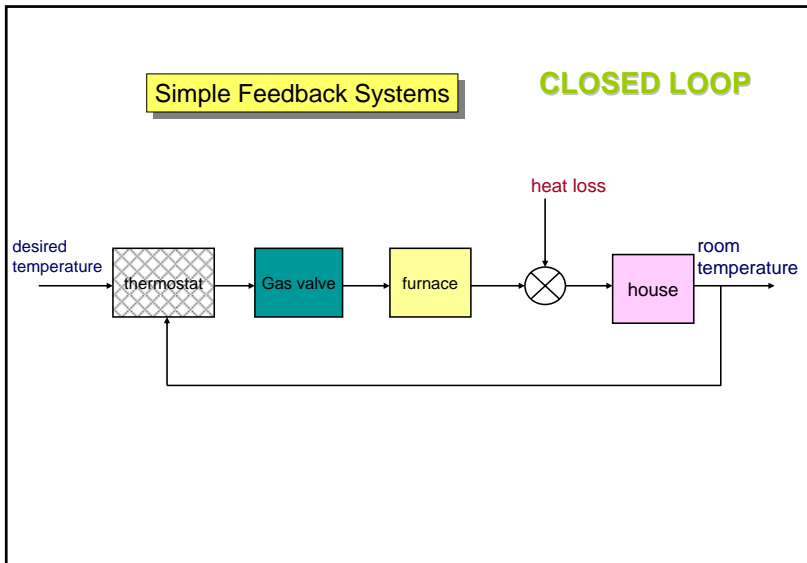 Simple Feedback Systems
CLOSED LOOP
heat loss
desired
temperature
thermostat
Gas valve
furnace
house
room
temperature